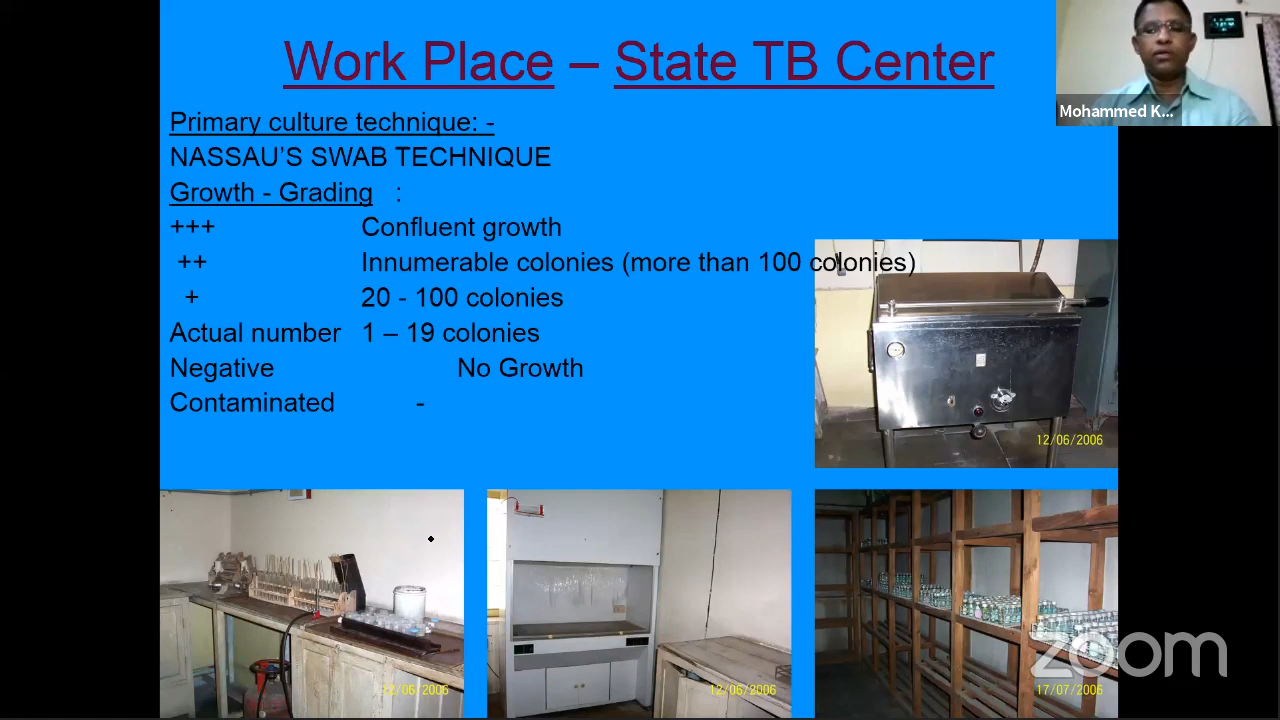 Work Place – State TB Center
Mohammed K...
Primary culture technique: -
NASSAU'S SWAB TECHNIQUE
Growth - Grading :
+++ Confluent growth
++ Innumerable colonies (more than 100 colonies)
+ 20 - 100 colonies
Actual number 1 – 19 colonies
Negative No Growth
Contaminated -
12/06/2006
12/06/2006
12/06/2006
17/07/2006
zoom